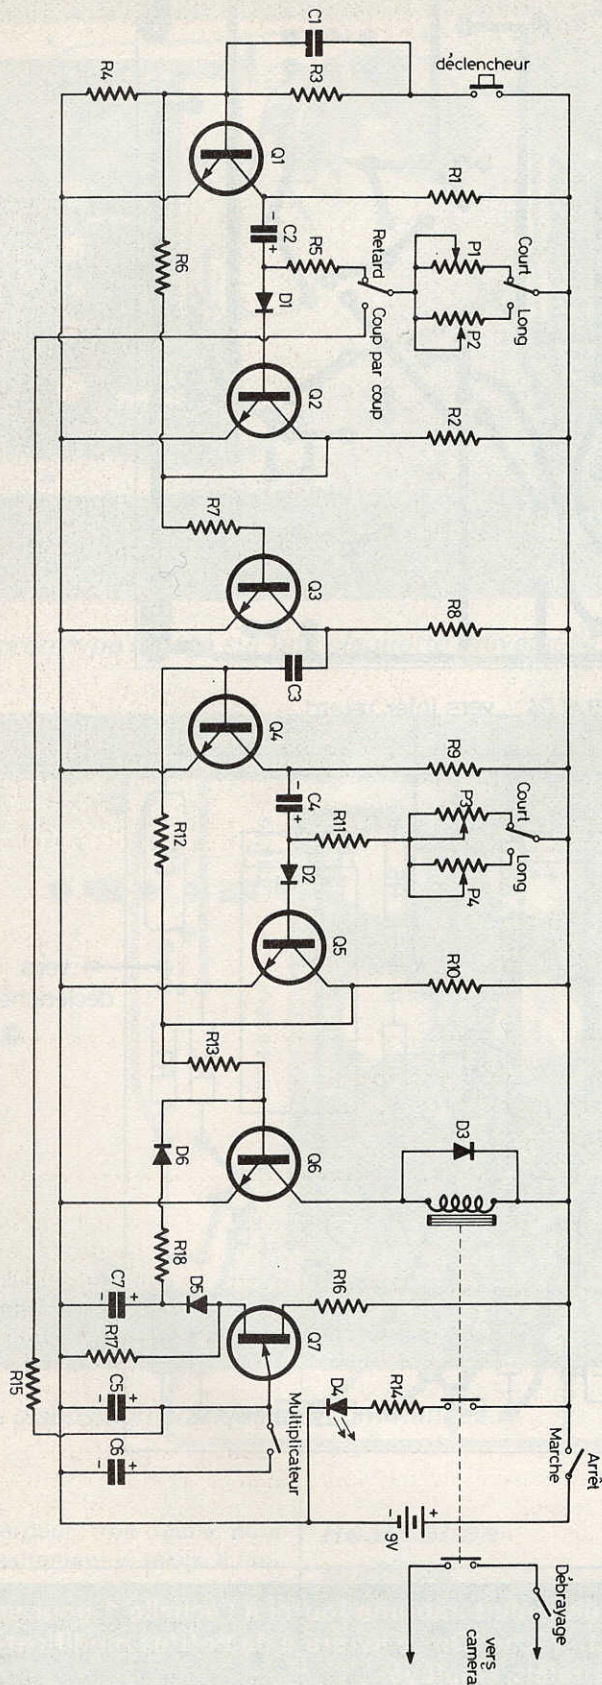 C1
déclencheur
R3
R4
Q1
R1
C2
- +
R5
Retard
Coup par coup
P1
P2
Court
Long
R6
D1
Q2
R2
R7
Q3
R8
C3
Q4
R9
C4
- +
R11
P3
P4
Court
Long
R12
D2
Q5
R10
R13
D6
Q6
D3
R18
C7
- +
D5
R17
Q7
R16
R15
C5
- +
C6
- +
Multiplicateur
D4
R14
Arrêt
Marche
- +
9V
Débrayage
vers
camera